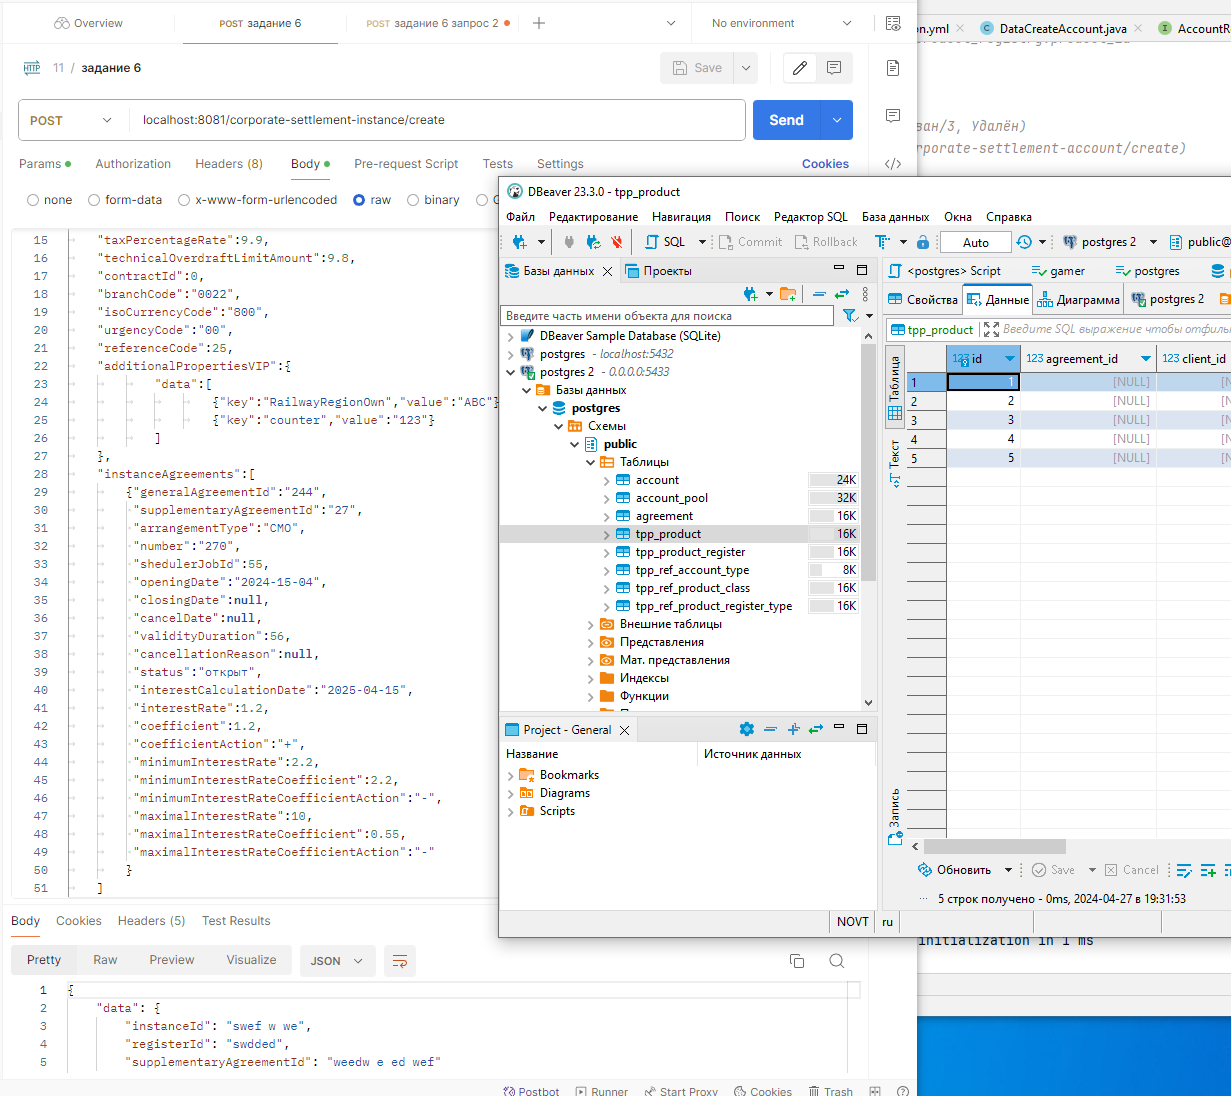 Overview
POST задание 6
POST задание 6 запрос 2
No environment
HTTP 11 / задание 6
Save
POST localhost:8081/corporate-settlement-instance/create
Send
Params
Authorization
Headers (8)
Body
Pre-request Script
Tests
Settings
Cookies
none
form-data
x-www-form-urlencoded
raw
binary
15 "taxPercentageRate":9.9,
16 "technicalOverdraftLimitAmount":9.8,
17 "contractId":0,
18 "branchCode":"0022",
19 "isoCurrencyCode":"800",
20 "urgencyCode":"00",
21 "referenceCode":25,
22 "additionalPropertiesVIP":{
23 "data":[
24 {"key":"RailwayRegionOwn","value":"ABC"}
25 {"key":"counter","value":"123"}
26 ]
27 },
28 "instanceAgreements":[
29 {"generalAgreementId":"244",
30 "supplementaryAgreementId":"27",
31 "arrangementType":"СМО",
32 "number":"270",
33 "shedulerJobId":55,
34 "openingDate":"2024-15-04",
35 "closingDate":null,
36 "cancelDate":null,
37 "validityDuration":56,
38 "cancellationReason":null,
39 "status":"открыт",
40 "interestCalculationDate":"2025-04-15",
41 "interestRate":1.2,
42 "coefficient":1.2,
43 "coefficientAction":"+",
44 "minimumInterestRate":2.2,
45 "minimumInterestRateCoefficient":2.2,
46 "minimumInterestRateCoefficientAction":"-",
47 "maximalInterestRate":10,
48 "maximalInterestRateCoefficient":0.55,
49 "maximalInterestRateCoefficientAction":"-"
50 }
51 ]
Body
Cookies
Headers (5)
Test Results
Pretty
Raw
Preview
Visualize
JSON
1 {
2 "data": {
3 "instanceId": "swef w we",
4 "registerId": "swdded",
5 "supplementaryAgreementId": "weedw e ed wef"
Postbot
Runner
Start Proxy
Cookies
Trash
on.yml
DataCreateAccount.java
AccountR
ван/3, Удалён)
rporate-settlement-account/create)
DBeaver 23.3.0 - tpp_product
Файл
Редактирование
Навигация
Поиск
Редактор SQL
База данных
Окна
Справка
SQL
Commit
Rollback
Auto
postgres 2
public@
Базы данных
Проекты
Введите часть имени объекта для поиска
DBeaver Sample Database (SQLite)
postgres - localhost:5432
postgres 2 - 0.0.0.0:5433
Базы данных
postgres
Схемы
public
Таблицы
account 24K
account_pool 32K
agreement 16K
tpp_product 16K
tpp_product_register 16K
tpp_ref_account_type 8K
tpp_ref_product_class 16K
tpp_ref_product_register_type 16K
Внешние таблицы
Представления
Мат. представления
Индексы
Функции
Project - General
Название
Источник данных
Bookmarks
Diagrams
Scripts
<postgres> Script
gamer
postgres
Свойства
Данные
Диаграмма
postgres 2
tpp_product
Введите SQL выражение чтобы отфиль
Таблица
Текст
Запись
123 id
123 agreement_id
123 client_id
1 1 [NULL] [N
2 2 [NULL] [N
3 3 [NULL] [N
4 4 [NULL] [N
5 5 [NULL] [N
Обновить
Save
Cancel
5 строк получено - 0ms, 2024-04-27 в 19:31:53
NOVT
ru
initialization in 1 ms